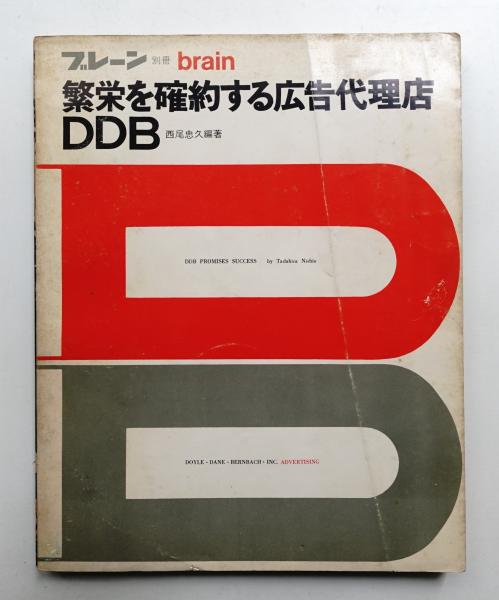 ブレーン 別冊 brain
繁栄を確約する広告代理店
DDB 西尾忠久編著
DDB PROMISES SUCCESS by Tadahisa Nishio
DOYLE・DANE・BERNBACH・INC. ADVERTISING